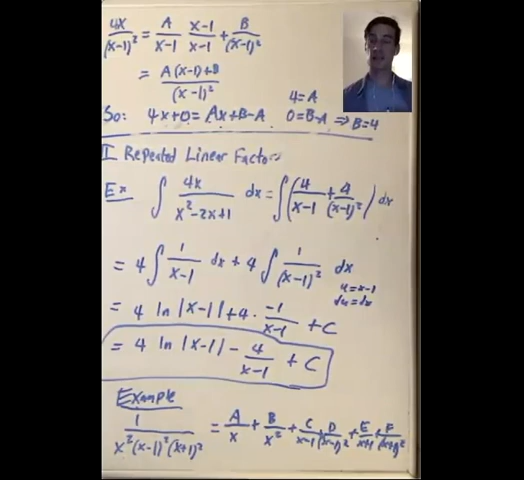 4x/(x-1)² = A/(x-1) (x-1)/(x-1) + B/(x-1)²
= (A(x-1)+B)/(x-1)²
So: 4x+0 = Ax+B-A 4=A 0=B-A ⇒ B=4
I Repeated Linear Factors
Ex ∫ 4x/(x²-2x+1) dx = ∫ (4/(x-1) + 4/(x-1)²) dx
= 4 ∫ 1/(x-1) dx + 4 ∫ 1/(x-1)² dx
u=x-1
du=dx
= 4 ln |x-1| + 4 · -1/(x-1) + C
= 4 ln |x-1| - 4/(x-1) + C
Example
1/(x²(x-1)²(x+1)²) = A/x + B/x² + C/(x-1) + D/(x-1)² + E/(x+1) + F/(x+1)²